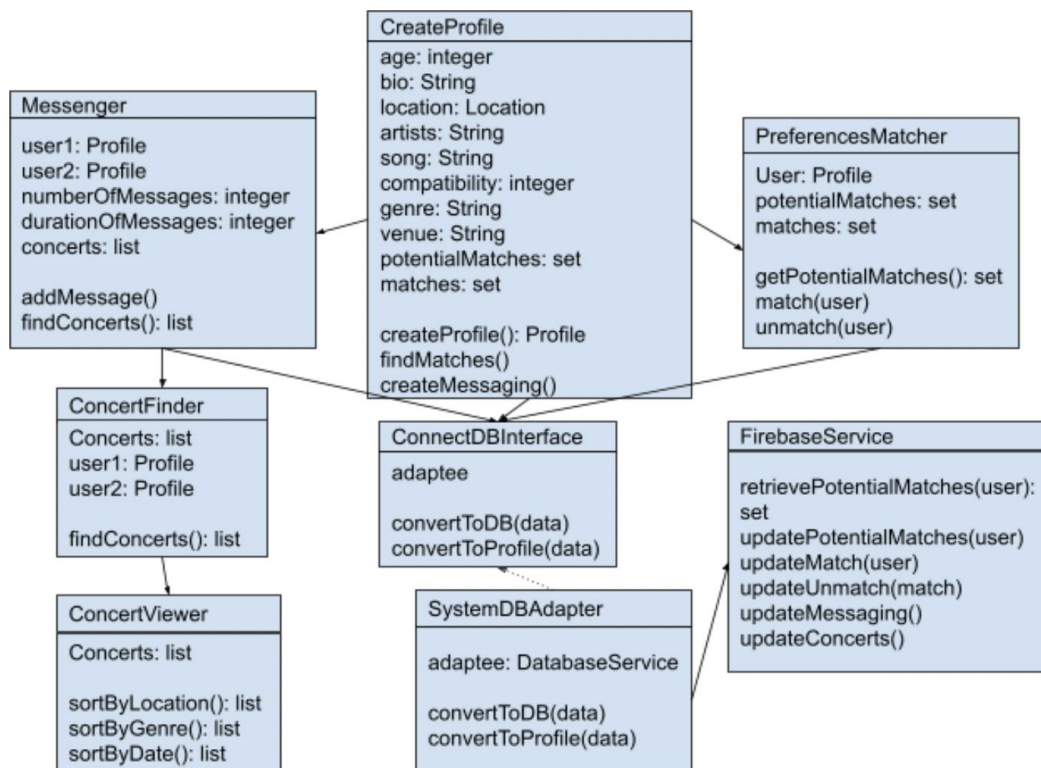 CreateProfile
age: integer
bio: String
location: Location
artists: String
song: String
compatibility: integer
genre: String
venue: String
potentialMatches: set
matches: set
createProfile(): Profile
findMatches()
createMessaging()
Messenger
user1: Profile
user2: Profile
numberOfMessages: integer
durationOfMessages: integer
concerts: list
addMessage()
findConcerts(): list
PreferencesMatcher
User: Profile
potentialMatches: set
matches: set
getPotentialMatches(): set
match(user)
unmatch(user)
ConcertFinder
Concerts: list
user1: Profile
user2: Profile
findConcerts(): list
ConnectDBInterface
adaptee
convertToDB(data)
convertToProfile(data)
FirebaseService
retrievePotentialMatches(user):
set
updatePotentialMatches(user)
updateMatch(user)
updateUnmatch(match)
updateMessaging()
updateConcerts()
ConcertViewer
Concerts: list
sortByLocation(): list
sortByGenre(): list
sortByDate(): list
SystemDBAdapter
adaptee: DatabaseService
convertToDB(data)
convertToProfile(data)